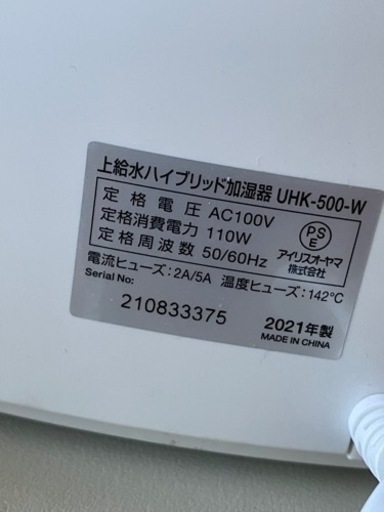 上給水ハイブリッド加湿器 UHK-500-W
定格電圧 AC100V
定格消費電力 110W
定格周波数 50/60Hz
PS
E
アイリスオーヤマ
株式会社
電流ヒューズ:2A/5A 温度ヒューズ:142℃
Serial No:
210833375
2021年製
MADE IN CHINA